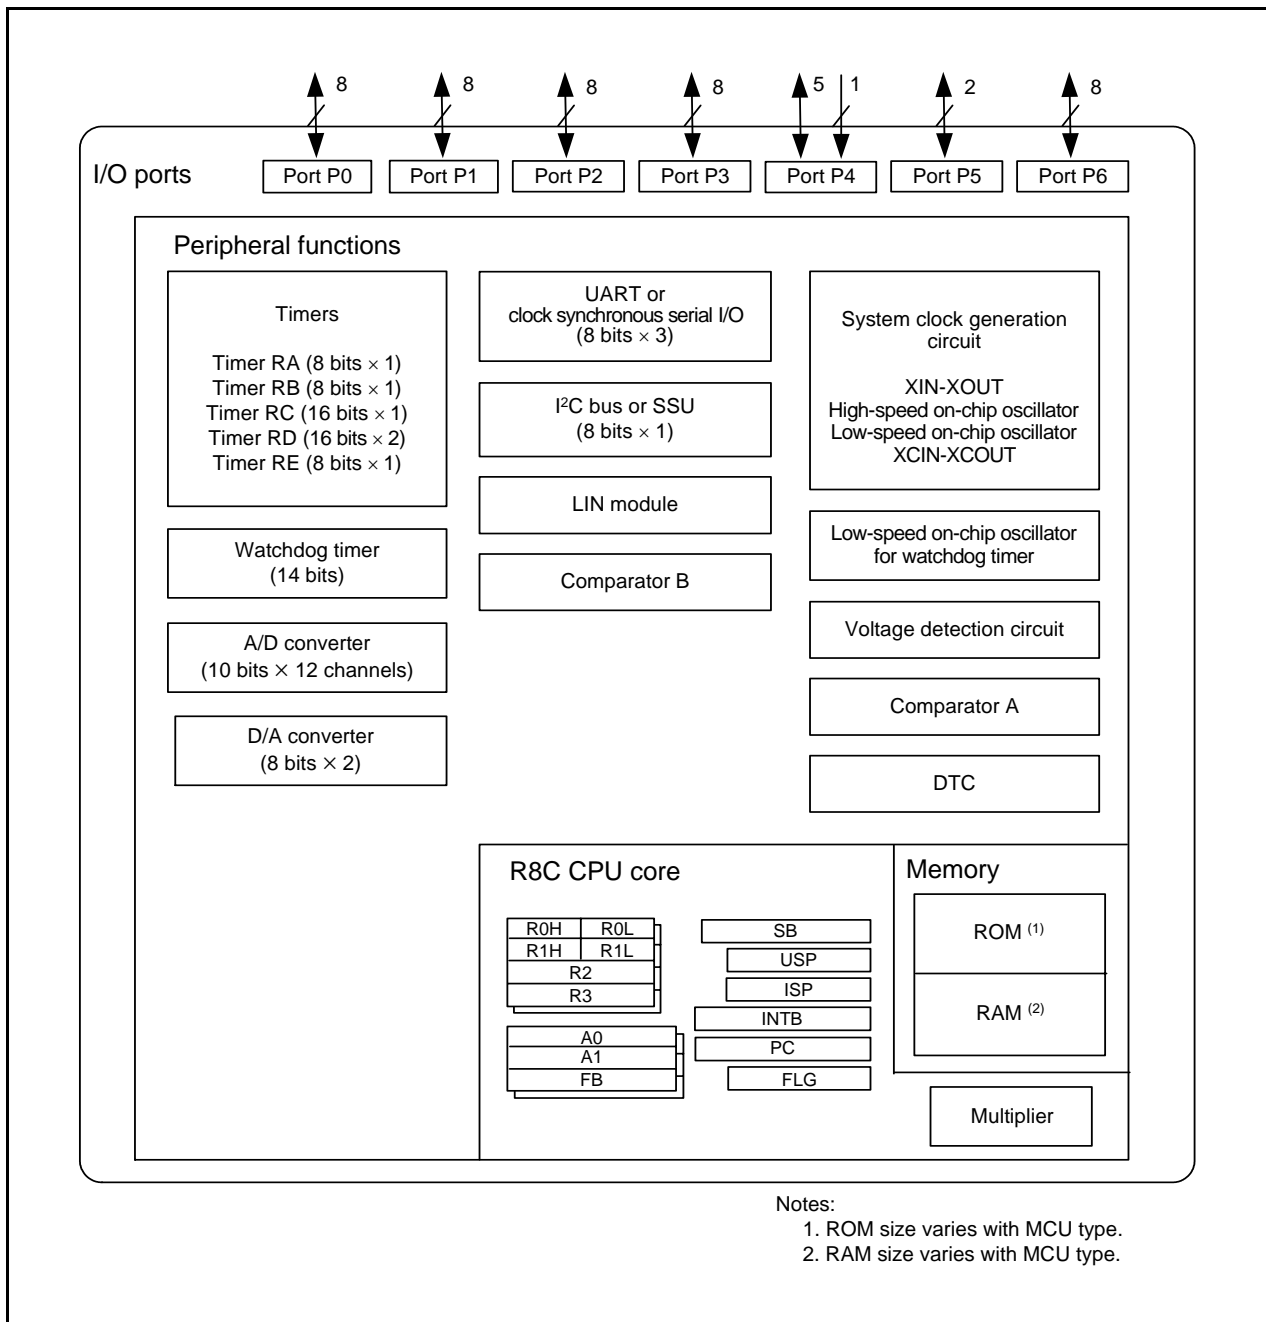 8 8 8 8 5 1 2 8
I/O ports
Port P0 Port P1 Port P2 Port P3 Port P4 Port P5 Port P6
Peripheral functions
Timers
Timer RA (8 bits × 1)
Timer RB (8 bits × 1)
Timer RC (16 bits × 1)
Timer RD (16 bits × 2)
Timer RE (8 bits × 1)
Watchdog timer
(14 bits)
A/D converter
(10 bits × 12 channels)
D/A converter
(8 bits × 2)
UART or
clock synchronous serial I/O
(8 bits × 3)
I²C bus or SSU
(8 bits × 1)
LIN module
Comparator B
System clock generation
circuit
XIN-XOUT
High-speed on-chip oscillator
Low-speed on-chip oscillator
XCIN-XCOUT
Low-speed on-chip oscillator
for watchdog timer
Voltage detection circuit
Comparator A
DTC
R8C CPU core
R0H R0L
R1H R1L
R2
R3
A0
A1
FB
SB
USP
ISP
INTB
PC
FLG
Memory
ROM (1)
RAM (2)
Multiplier
Notes:
1. ROM size varies with MCU type.
2. RAM size varies with MCU type.